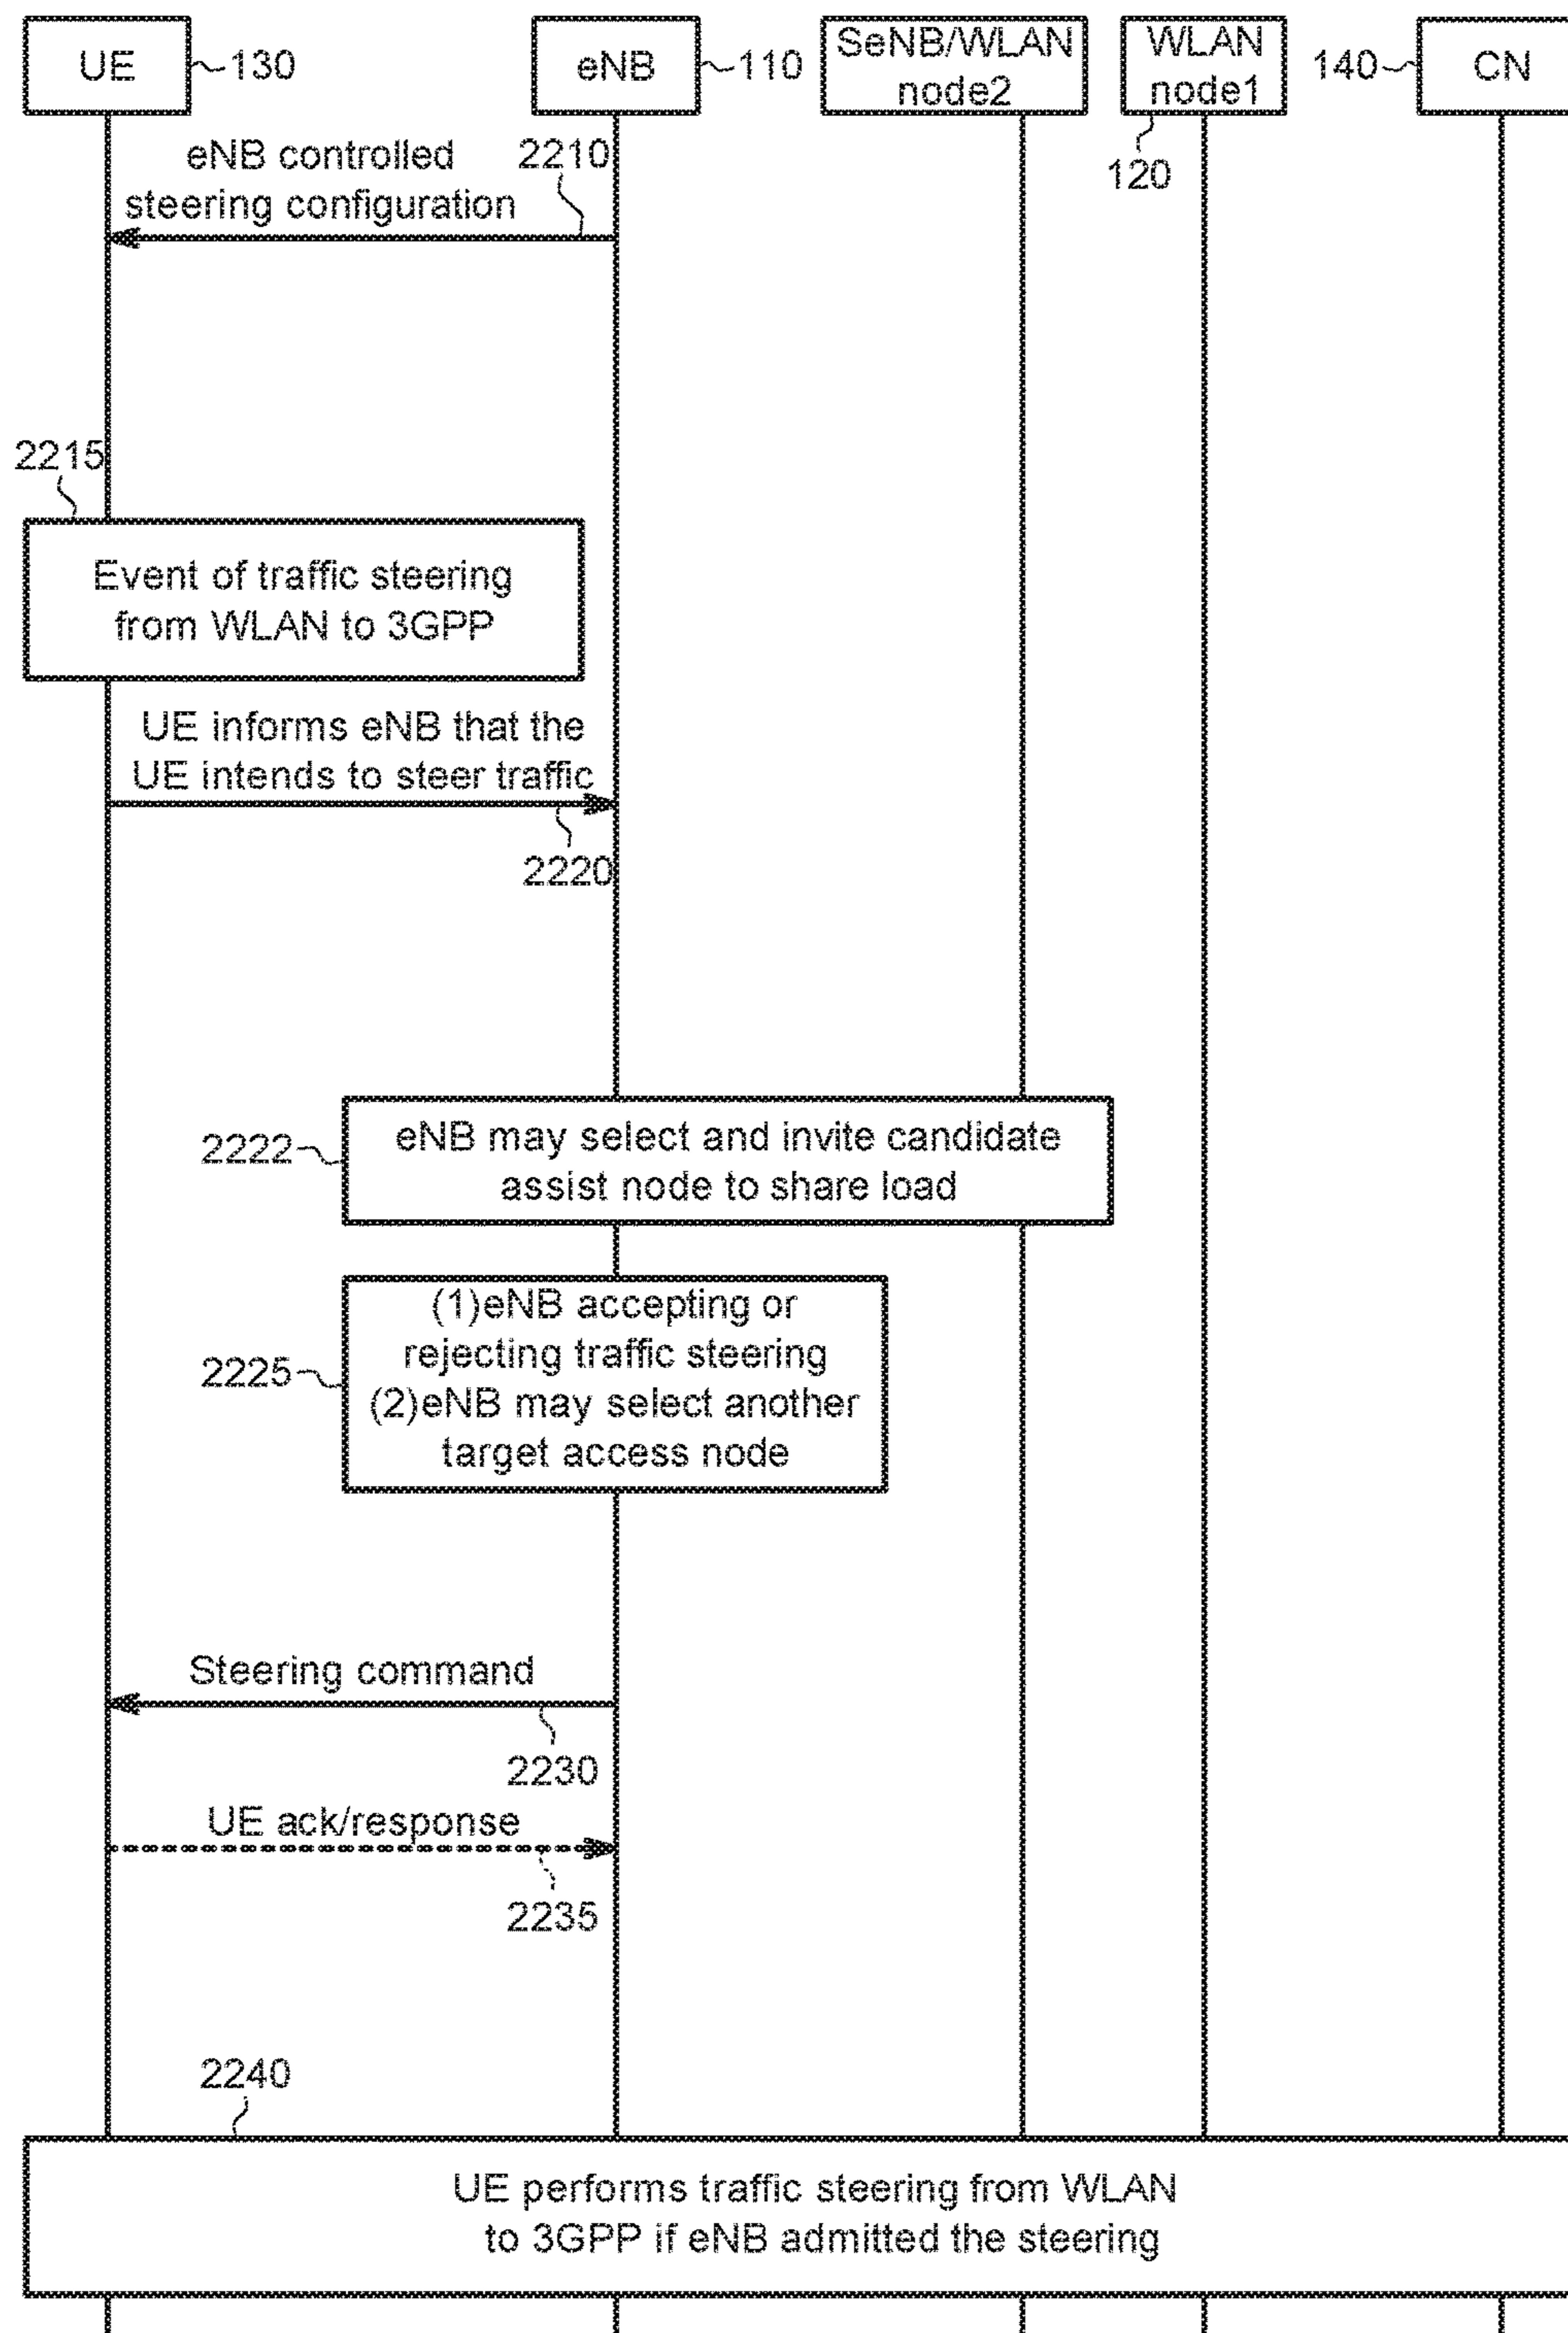 UE
130
eNB
110
SeNB/WLAN
node2
WLAN
node1
120
140
CN
eNB controlled
steering configuration
2210
2215
Event of traffic steering
from WLAN to 3GPP
UE informs eNB that the
UE intends to steer traffic
2220
2222
eNB may select and invite candidate
assist node to share load
2225
(1)eNB accepting or
rejecting traffic steering
(2)eNB may select another
target access node
Steering command
2230
UE ack/response
2235
2240
UE performs traffic steering from WLAN
to 3GPP if eNB admitted the steering